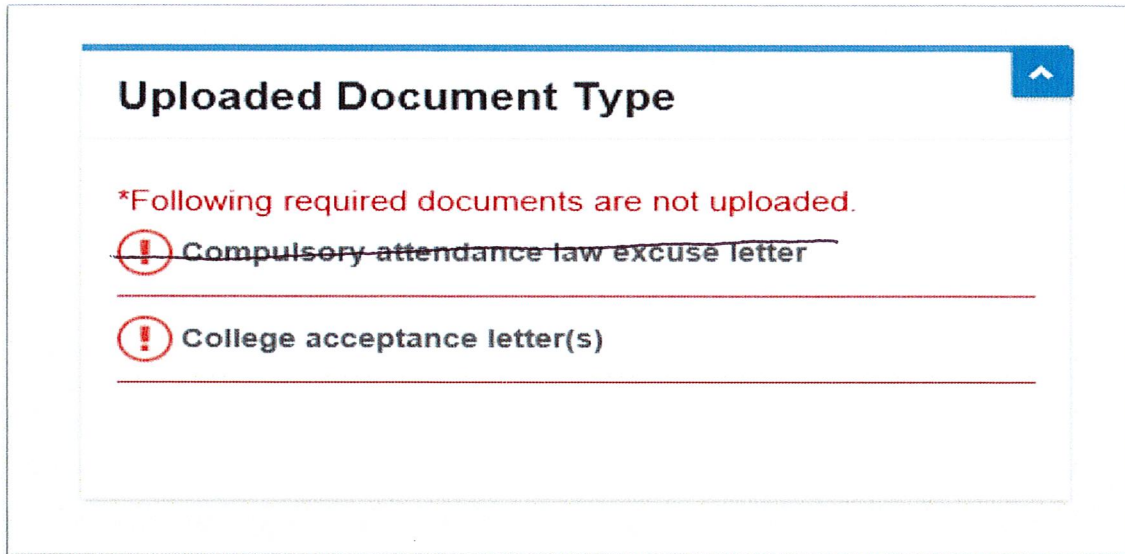 Uploaded Document Type
*Following required documents are not uploaded.
Compulsory attendance law excuse letter
College acceptance letter(s)